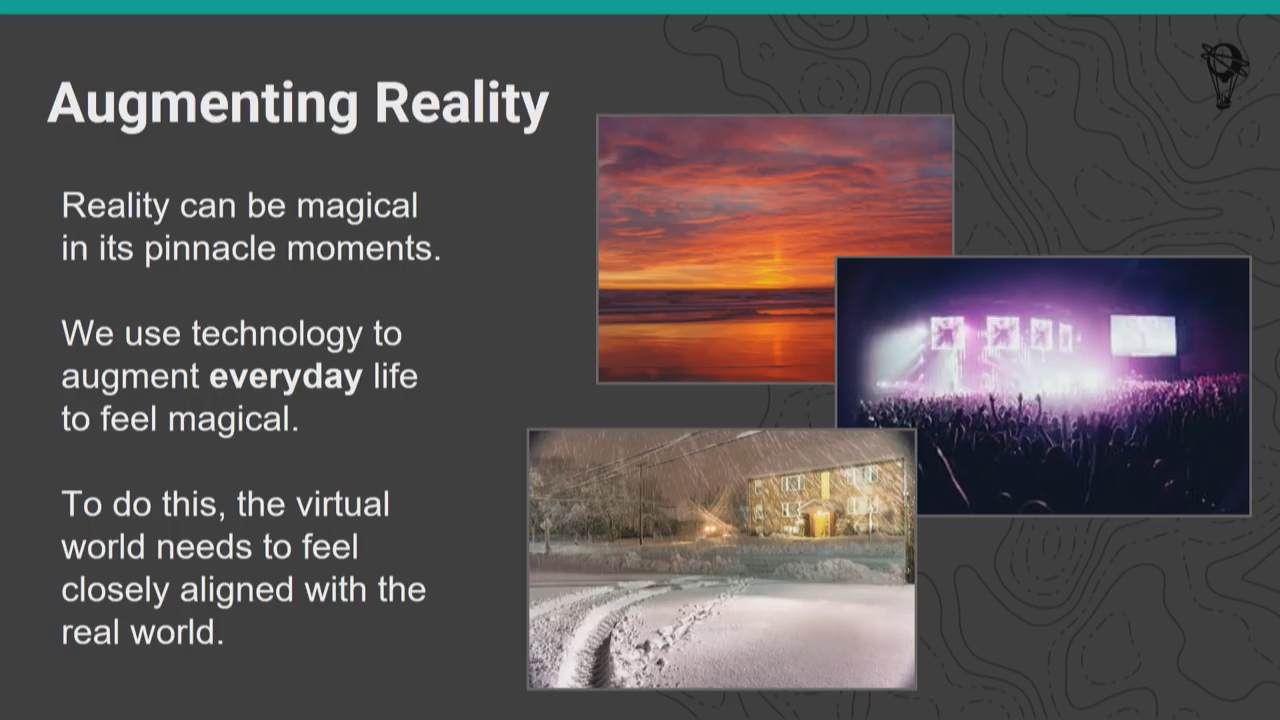 Augmenting Reality
Reality can be magical
in its pinnacle moments.
We use technology to
augment everyday life
to feel magical.
To do this, the virtual
world needs to feel
closely aligned with the
real world.